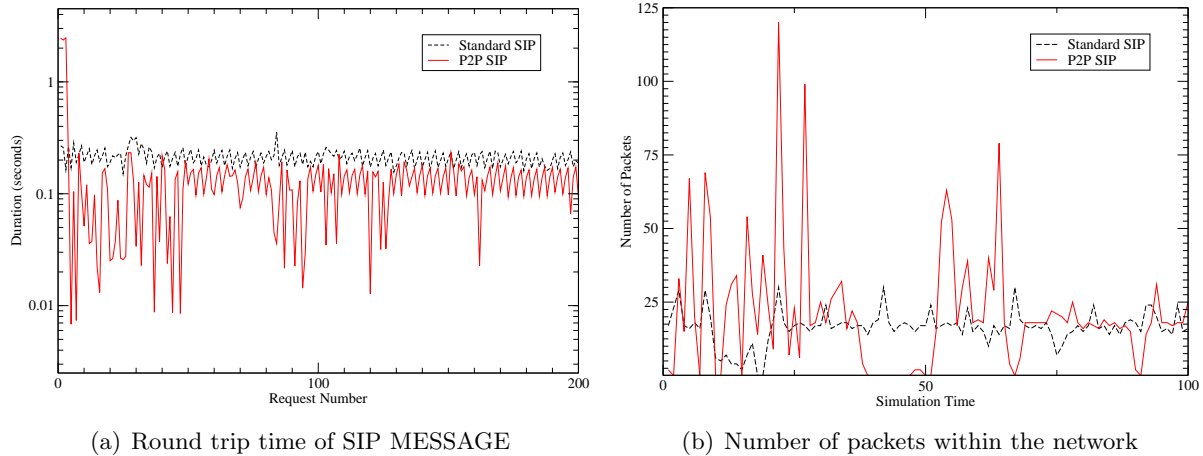 Standard SIP
P2P SIP
1
0.1
0.01
Duration (seconds)
0
100
200
Request Number
(a) Round trip time of SIP MESSAGE
125
100
75
50
25
Number of Packets
Standard SIP
P2P SIP
0
50
100
Simulation Time
(b) Number of packets within the network